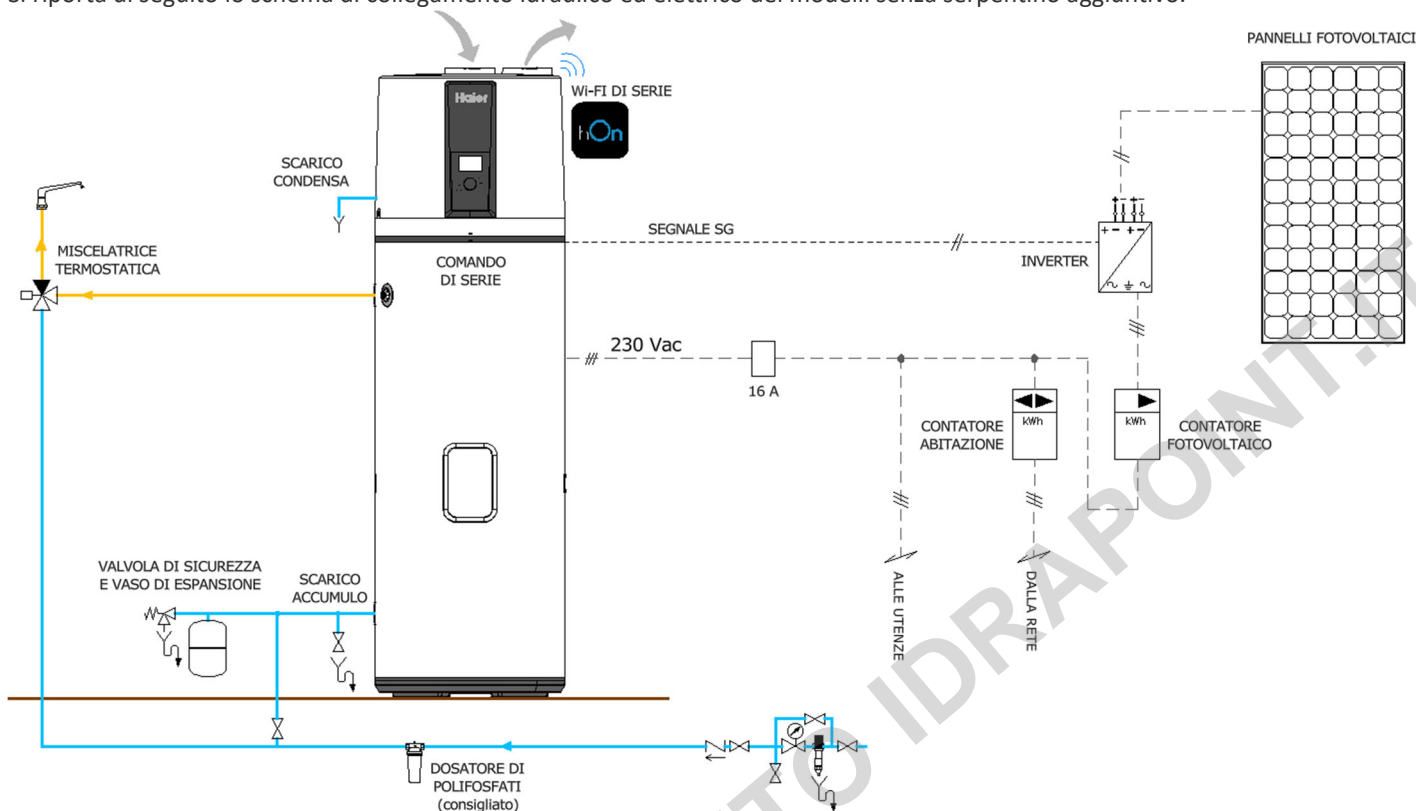 Si riporta di seguito lo schema di collegamento idraulico ed elettrico dei modelli senza serpentino aggiuntivo.
PANNELLI FOTOVOLTAICI
Haier
Wi-FI DI SERIE
hOn
SCARICO
CONDENSA
SEGNALE SG
MISCELATRICE
TERMOSTATICA
COMANDO
DI SERIE
INVERTER
230 Vac
16 A
CONTATORE
ABITAZIONE
kWh
kWh
CONTATORE
FOTOVOLTAICO
VALVOLA DI SICUREZZA
E VASO DI ESPANSIONE
SCARICO
ACCUMULO
ALLE UTENZE
DALLA RETE
DOSATORE DI
POLIFOSFATI
(consigliato)
TO IDRAPOINT.IT